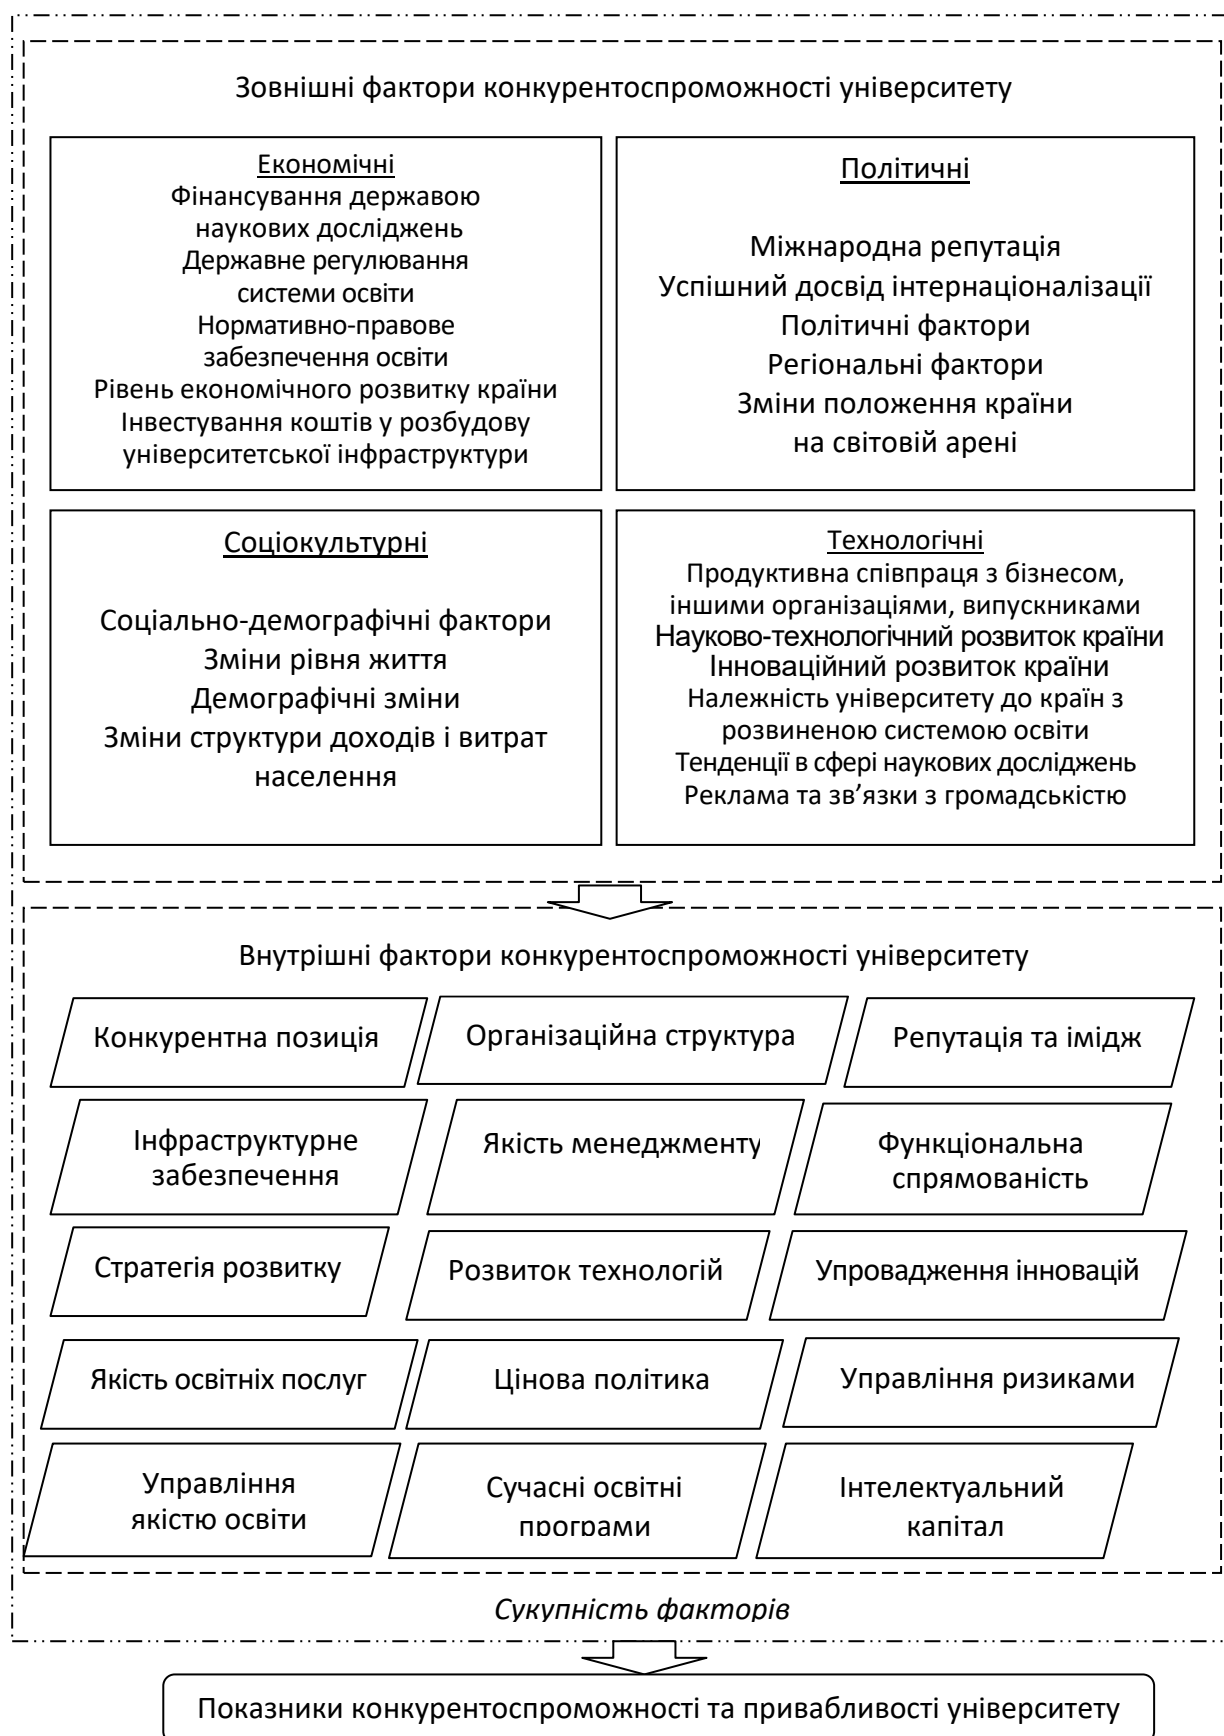 Зовнішні фактори конкурентоспроможності університету
Економічні
Фінансування державою
наукових досліджень
Державне регулювання
системи освіти
Нормативно-правове
забезпечення освіти
Рівень економічного розвитку країни
Інвестування коштів у розбудову
університетської інфраструктури
Політичні
Міжнародна репутація
Успішний досвід інтернаціоналізації
Політичні фактори
Регіональні фактори
Зміни положення країни
на світовій арені
Соціокультурні
Соціально-демографічні фактори
Зміни рівня життя
Демографічні зміни
Зміни структури доходів і витрат
населення
Технологічні
Продуктивна співпраця з бізнесом,
іншими організаціями, випускниками
Науково-технологічний розвиток країни
Інноваційний розвиток країни
Належність університету до країн з
розвиненою системою освіти
Тенденції в сфері наукових досліджень
Реклама та зв’язки з громадськістю
Внутрішні фактори конкурентоспроможності університету
Конкурентна позиція
Організаційна структура
Репутація та імідж
Інфраструктурне
забезпечення
Якість менеджменту
Функціональна
спрямованість
Стратегія розвитку
Розвиток технологій
Упровадження інновацій
Якість освітніх послуг
Цінова політика
Управління ризиками
Управління
якістю освіти
Сучасні освітні
програми
Інтелектуальний
капітал
Сукупність факторів
Показники конкурентоспроможності та привабливості університету